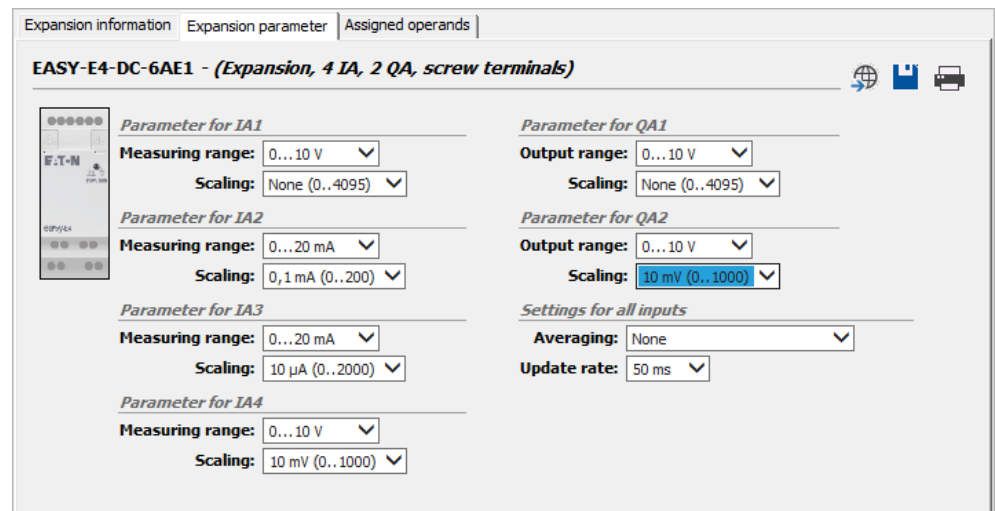 Expansion information Expansion parameter Assigned operands
EASY-E4-DC-6AE1 - (Expansion, 4 IA, 2 QA, screw terminals)
Parameter for IA1
Measuring range: 0...10 V
Scaling: None (0..4095)
Parameter for IA2
Measuring range: 0...20 mA
Scaling: 0,1 mA (0..200)
Parameter for IA3
Measuring range: 0...20 mA
Scaling: 10 µA (0..2000)
Parameter for IA4
Measuring range: 0...10 V
Scaling: 10 mV (0..1000)
Parameter for QA1
Output range: 0...10 V
Scaling: None (0..4095)
Parameter for QA2
Output range: 0...10 V
Scaling: 10 mV (0..1000)
Settings for all inputs
Averaging: None
Update rate: 50 ms
E:T•N